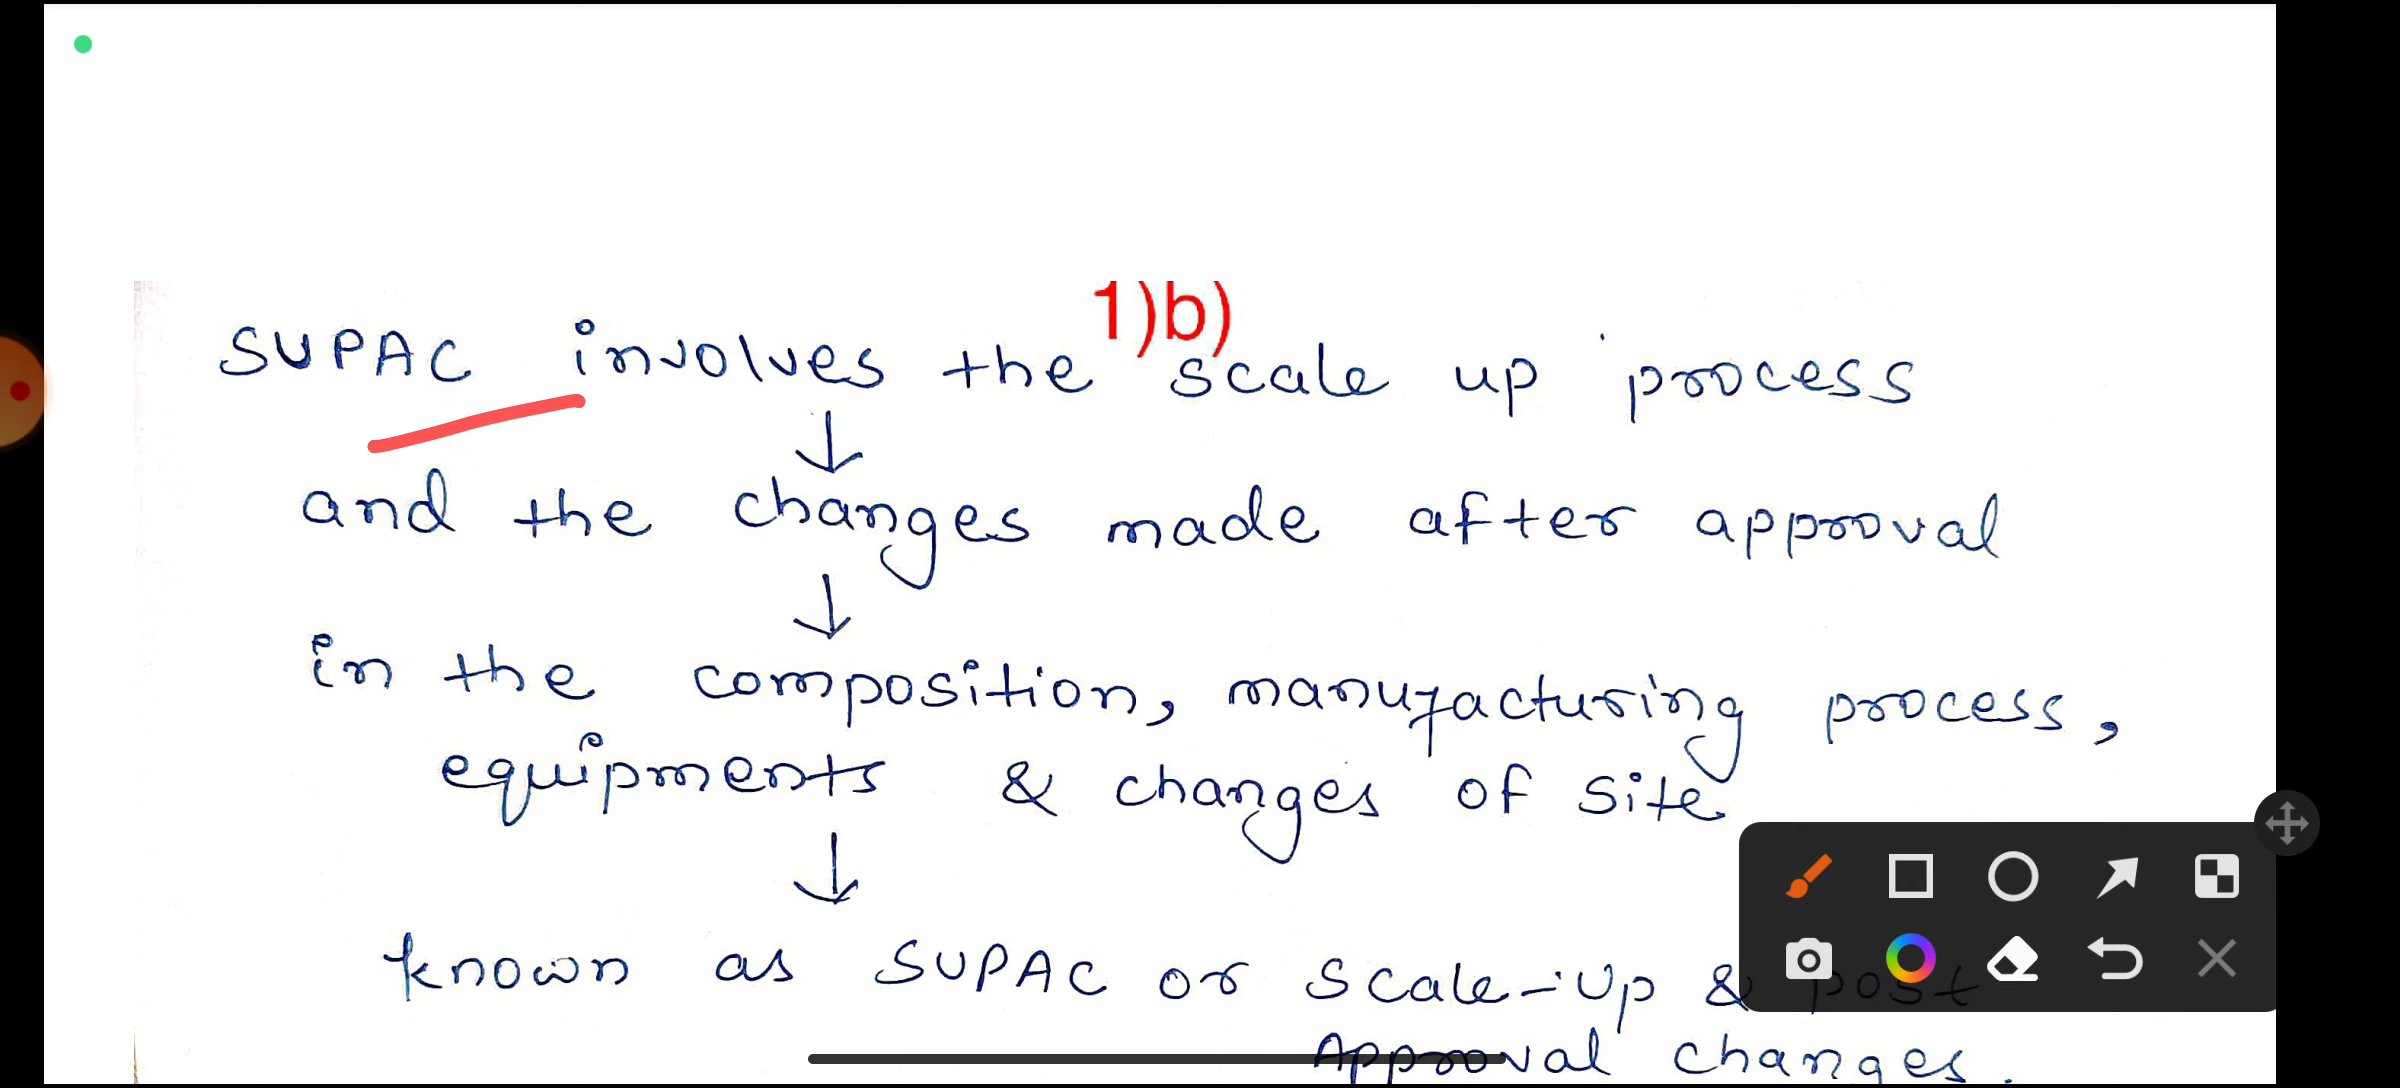 1)b)
SUPAC involves the scale up process
↓
and the changes made after approval
↓
in the composition, manufacturing process,
equipments & changes of site
↓
known as SUPAC or Scale-Up & post
Approval changes.